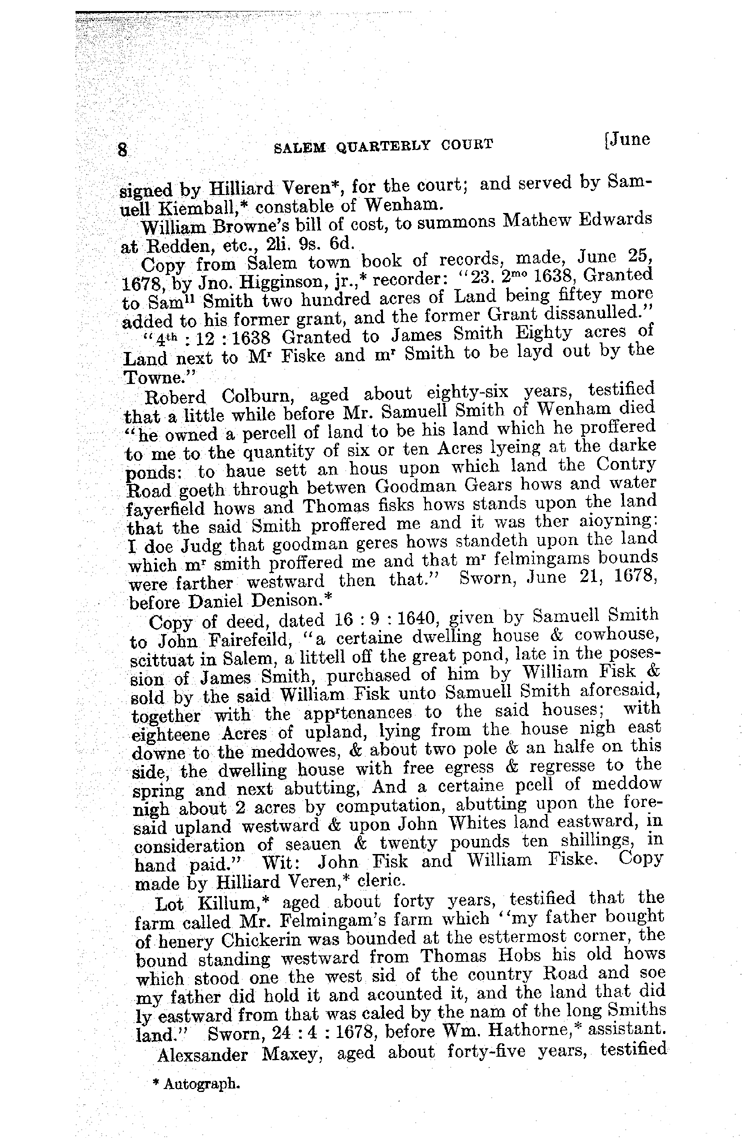 8 SALEM QUARTERLY COURT [June
signed by Hilliard Veren*, for the court; and served by Sam-
uell Kiemball,* constable of Wenham.
William Browne's bill of cost, to summons Mathew Edwards
at Redden, etc., 2li. 9s. 6d.
Copy from Salem town book of records, made, June 25,
1678, by Jno. Higginson, jr.,* recorder: "23. 2mo 1638, Granted
to Samll Smith two hundred acres of Land being fiftey more
added to his former grant, and the former Grant dissanulled."
"4th : 12 : 1638 Granted to James Smith Eighty acres of
Land next to Mr Fiske and mr Smith to be layd out by the
Towne."
Roberd Colburn, aged about eighty-six years, testified
that a little while before Mr. Samuell Smith of Wenham died
"he owned a percell of land to be his land which he proffered
to me to the quantity of six or ten Acres lyeing at the darke
ponds: to haue sett an hous upon which land the Contry
Road goeth through betwen Goodman Gears hows and water
fayerfield hows and Thomas fisks hows stands upon the land
that the said Smith proffered me and it was ther aioyning:
I doe Judg that goodman geres hows standeth upon the land
which mr smith proffered me and that mr felmingams bounds
were farther westward then that." Sworn, June 21, 1678,
before Daniel Denison.*
Copy of deed, dated 16 : 9 : 1640, given by Samuell Smith
to John Fairefeild, "a certaine dwelling house & cowhouse,
scittuat in Salem, a littell off the great pond, late in the poses-
sion of James Smith, purchased of him by William Fisk &
sold by the said William Fisk unto Samuell Smith aforesaid,
together with the apprtenances to the said houses; with
eighteene Acres of upland, lying from the house nigh east
downe to the meddowes, & about two pole & an halfe on this
side, the dwelling house with free egress & regresse to the
spring and next abutting, And a certaine pcell of meddow
nigh about 2 acres by computation, abutting upon the fore-
said upland westward & upon John Whites land eastward, in
consideration of seauen & twenty pounds ten shillings, in
hand paid." Wit: John Fisk and William Fiske. Copy
made by Hilliard Veren,* cleric.
Lot Killum,* aged about forty years, testified that the
farm called Mr. Felmingam's farm which "my father bought
of henery Chickerin was bounded at the esttermost corner, the
bound standing westward from Thomas Hobs his old hows
which stood one the west sid of the country Road and soe
my father did hold it and acounted it, and the land that did
ly eastward from that was caled by the nam of the long Smiths
land." Sworn, 24 : 4 : 1678, before Wm. Hathorne,* assistant.
Alexsander Maxey, aged about forty-five years, testified
* Autograph.